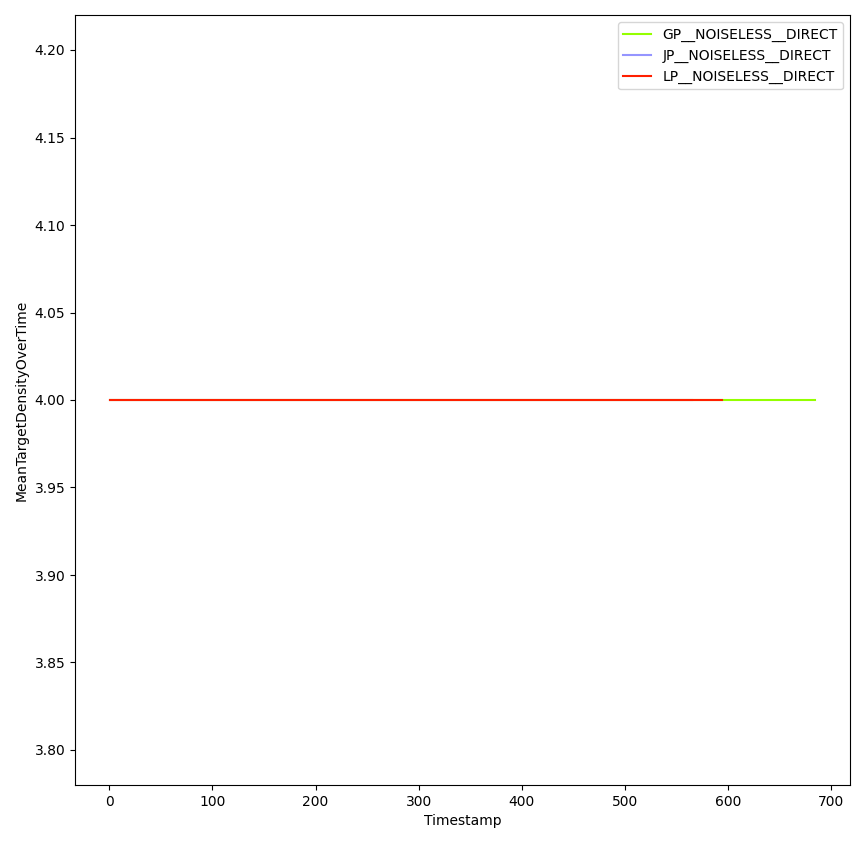 GP__NOISELESS__DIRECT
JP__NOISELESS__DIRECT
LP__NOISELESS__DIRECT
4.20
4.15
4.10
4.05
4.00
3.95
3.90
3.85
3.80
MeanTargetDensityOverTime
0 100 200 300 400 500 600 700
Timestamp